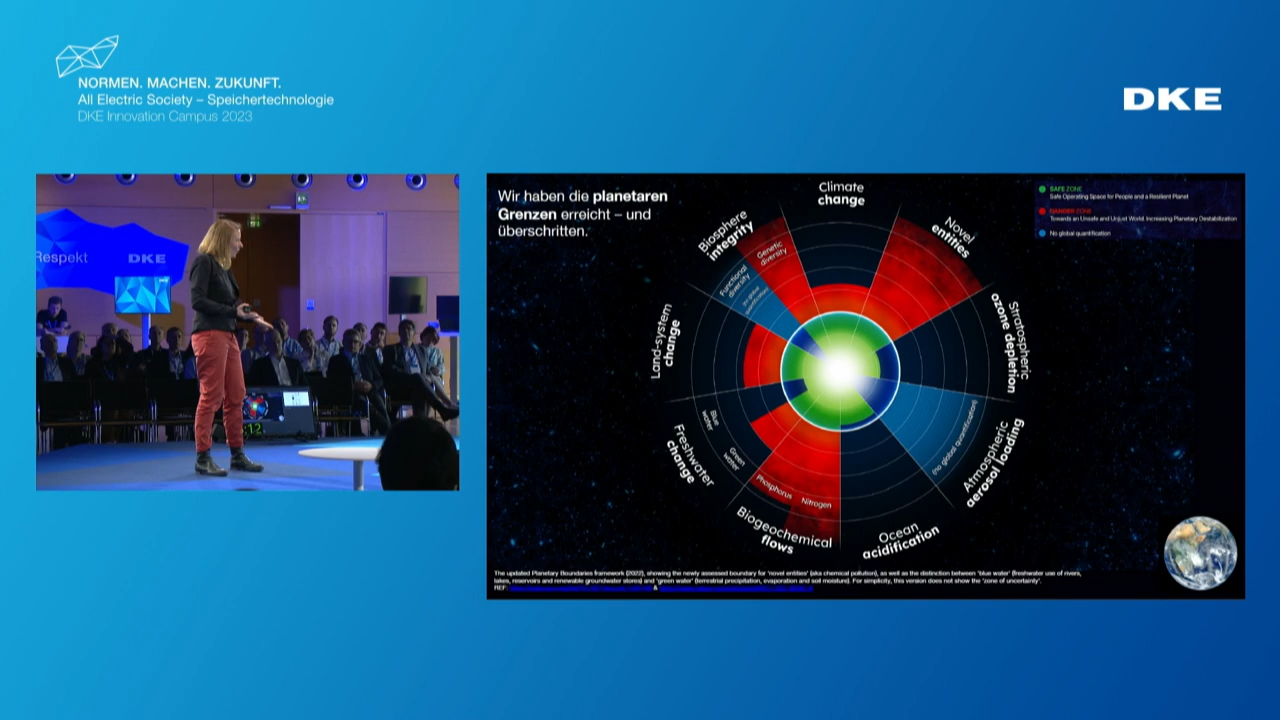 NORMEN. MACHEN. ZUKUNFT.
All Electric Society – Speichertechnologie
DKE Innovation Campus 2023
DKE
Respekt
DKE
:12
Wir haben die planetaren
Grenzen erreicht – und
überschritten.
SAFE ZONE
Safe Operating Space for People and a Resilient Planet
DANGER ZONE
Towards an Unsafe and Unjust World. Increasing Planetary Destabilization
No global quantification
Climate
change
Novel
entities
Stratospheric
ozone depletion
(no global quantification)
Atmospheric
aerosol loading
Ocean
acidification
Phosphorus
Nitrogen
Biogeochemical
flows
Blue
water
Green
water
Freshwater
change
Land-system
change
Biosphere
integrity
Genetic
diversity
Functional
diversity
(no global
quantification)
The updated Planetary Boundaries framework (2022), showing the newly assessed boundary for 'novel entities' (aka chemical pollution), as well as the distinction between 'blue water' (freshwater use of rivers,
lakes, reservoirs and renewable groundwater stores) and 'green water' (terrestrial precipitation, evaporation and soil moisture). For simplicity, this version does not show the 'zone of uncertainty'.
REF: &